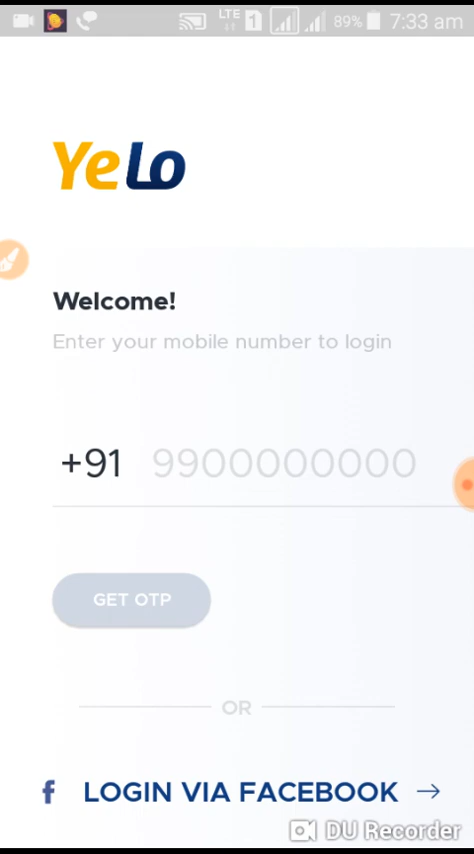 LTE 1 89% 7:33 am
YeLo
Welcome!
Enter your mobile number to login
+91 9900000000
GET OTP
OR
f LOGIN VIA FACEBOOK →
DU Recorder